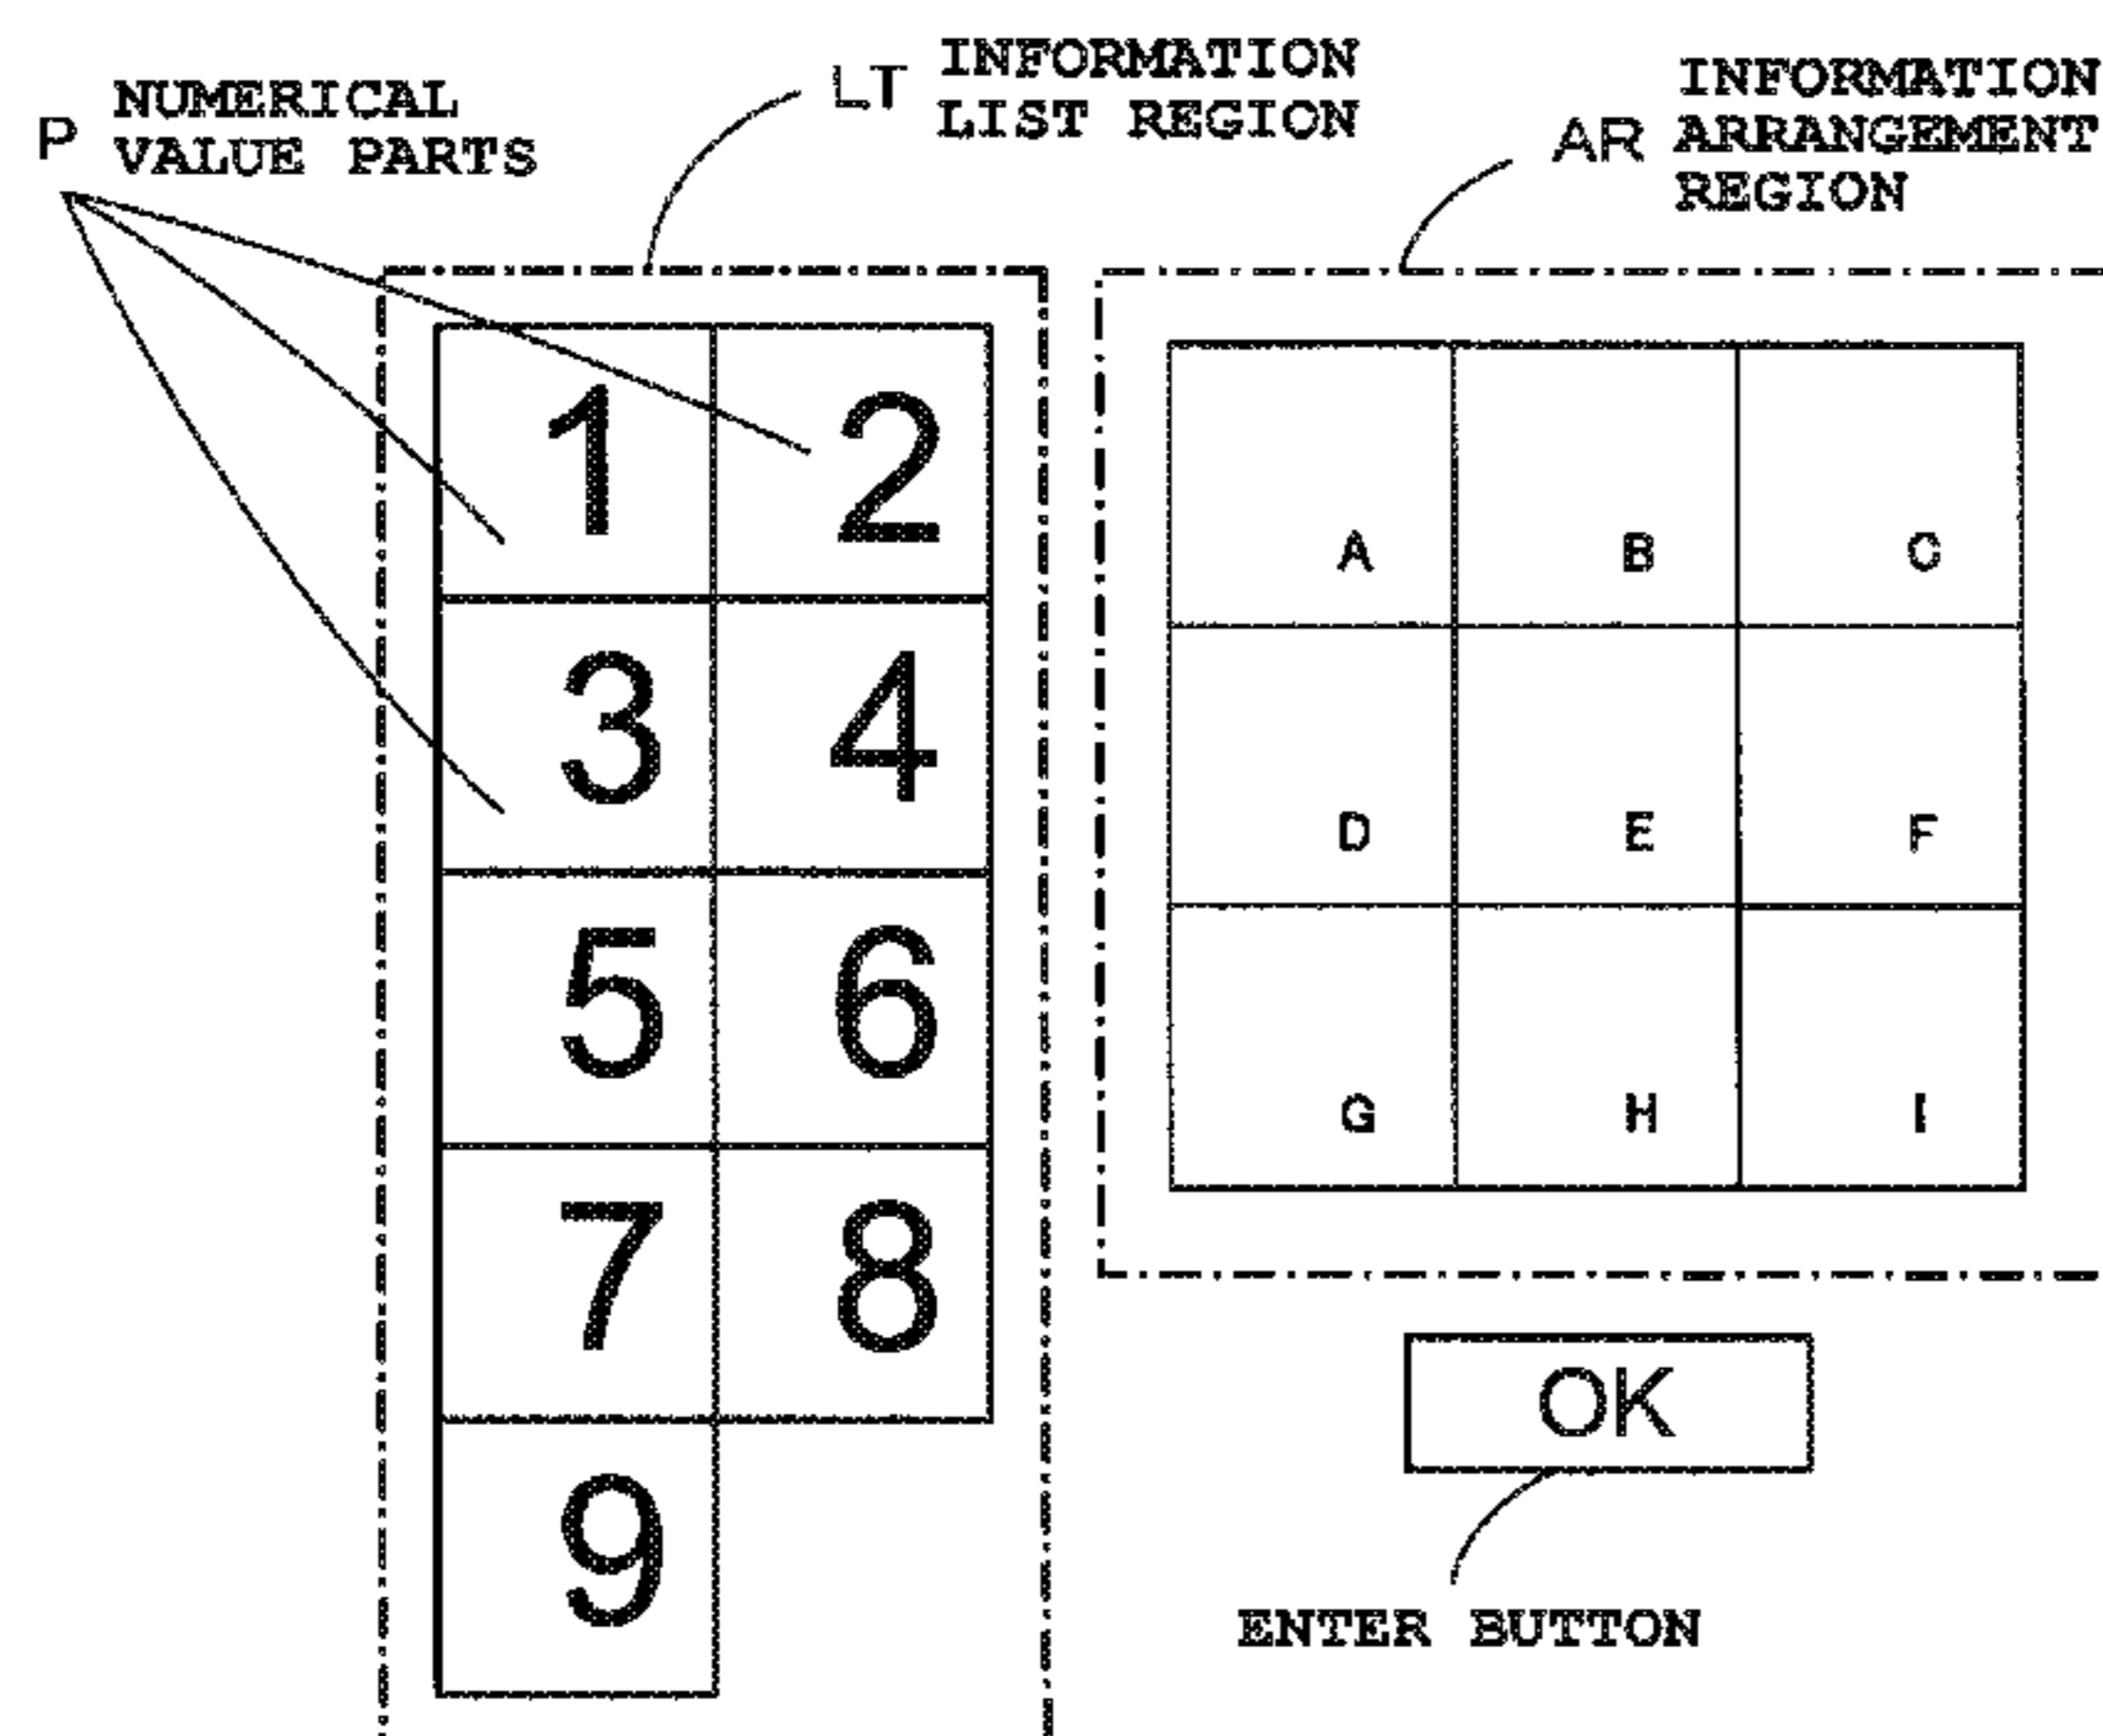 P NUMERICAL
VALUE PARTS
LT INFORMATION
LIST REGION
AR INFORMATION
ARRANGEMENT
REGION
1 2
3 4
5 6
7 8
9
A B C
D E F
G H I
OK
ENTER BUTTON